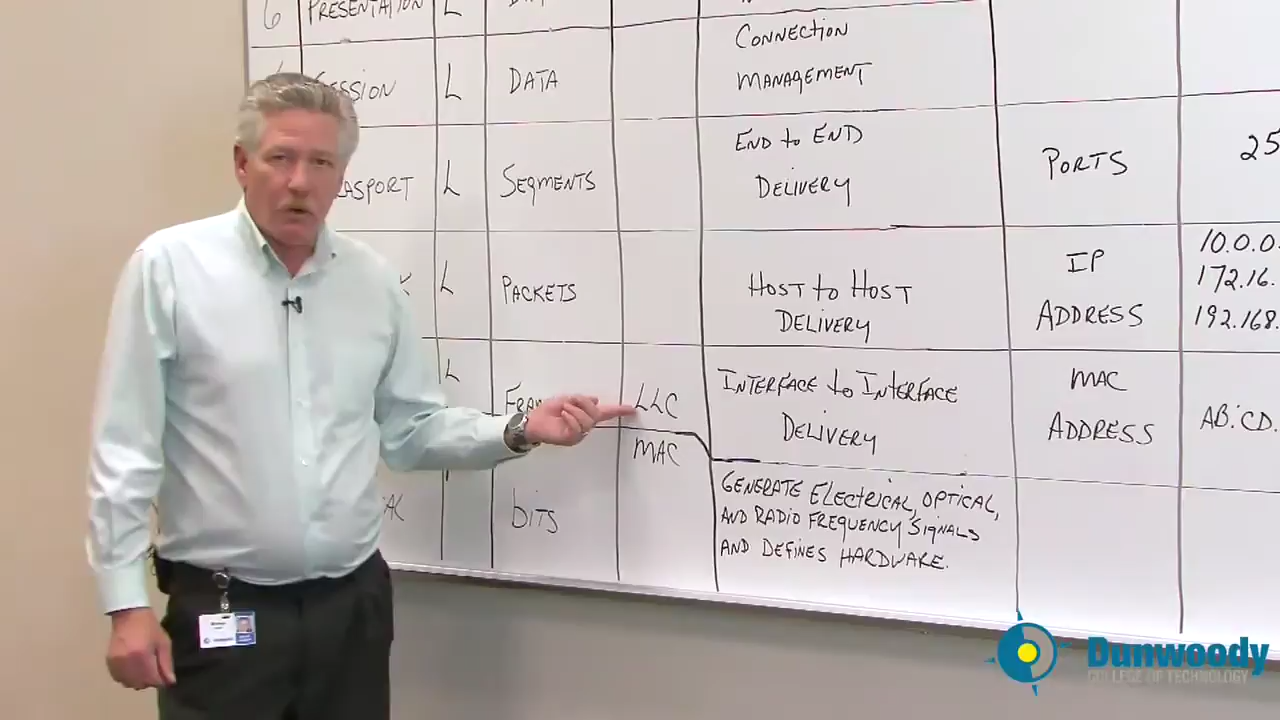 6 PRESENTATION L
CONNECTION
MANAGEMENT
L DATA
END to END
DELIVERY
L SEGMENTS
PORTS
25
L PACKETS
HOST to HOST
DELIVERY
IP
ADDRESS
10.0.0.
172.16.
192.168.
L
LLC
MAC
INTERFACE to INTERFACE
DELIVERY
MAC
ADDRESS
AB:CD.
bits
GENERATE ELECTRICAL, OPTICAL,
AND RADIO FREQUENCY SIGNALS
AND DEFINES HARDWARE.
Dunwoody
COLLEGE OF TECHNOLOGY